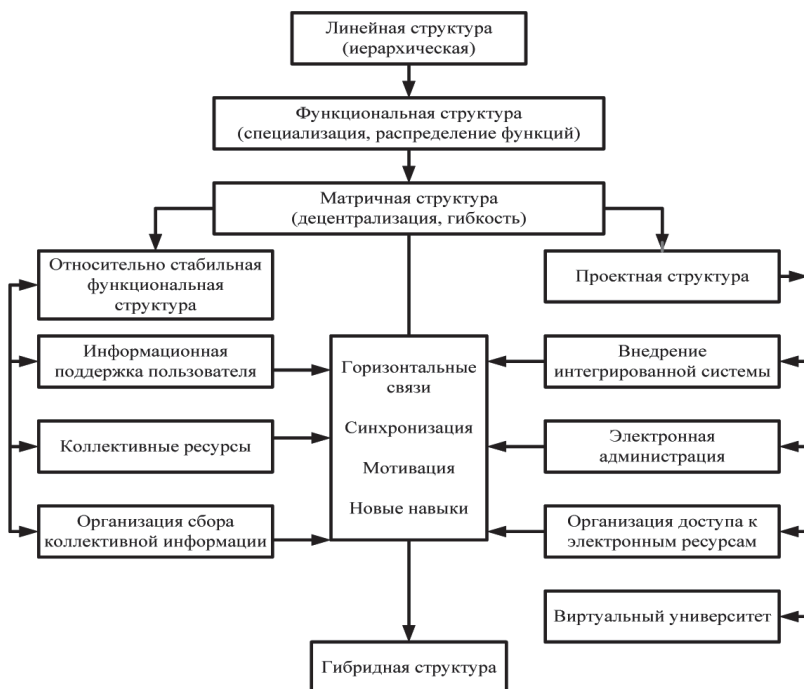 Линейная структура
(иерархическая)
Функциональная структура
(специализация, распределение функций)
Матричная структура
(децентрализация, гибкость)
Относительно стабильная
функциональная
структура
Проектная структура
Информационная
поддержка пользователя
Коллективные ресурсы
Организация сбора
коллективной информации
Горизонтальные
связи
Синхронизация
Мотивация
Новые навыки
Внедрение
интегрированной системы
Электронная
администрация
Организация доступа к
электронным ресурсам
Виртуальный университет
Гибридная структура